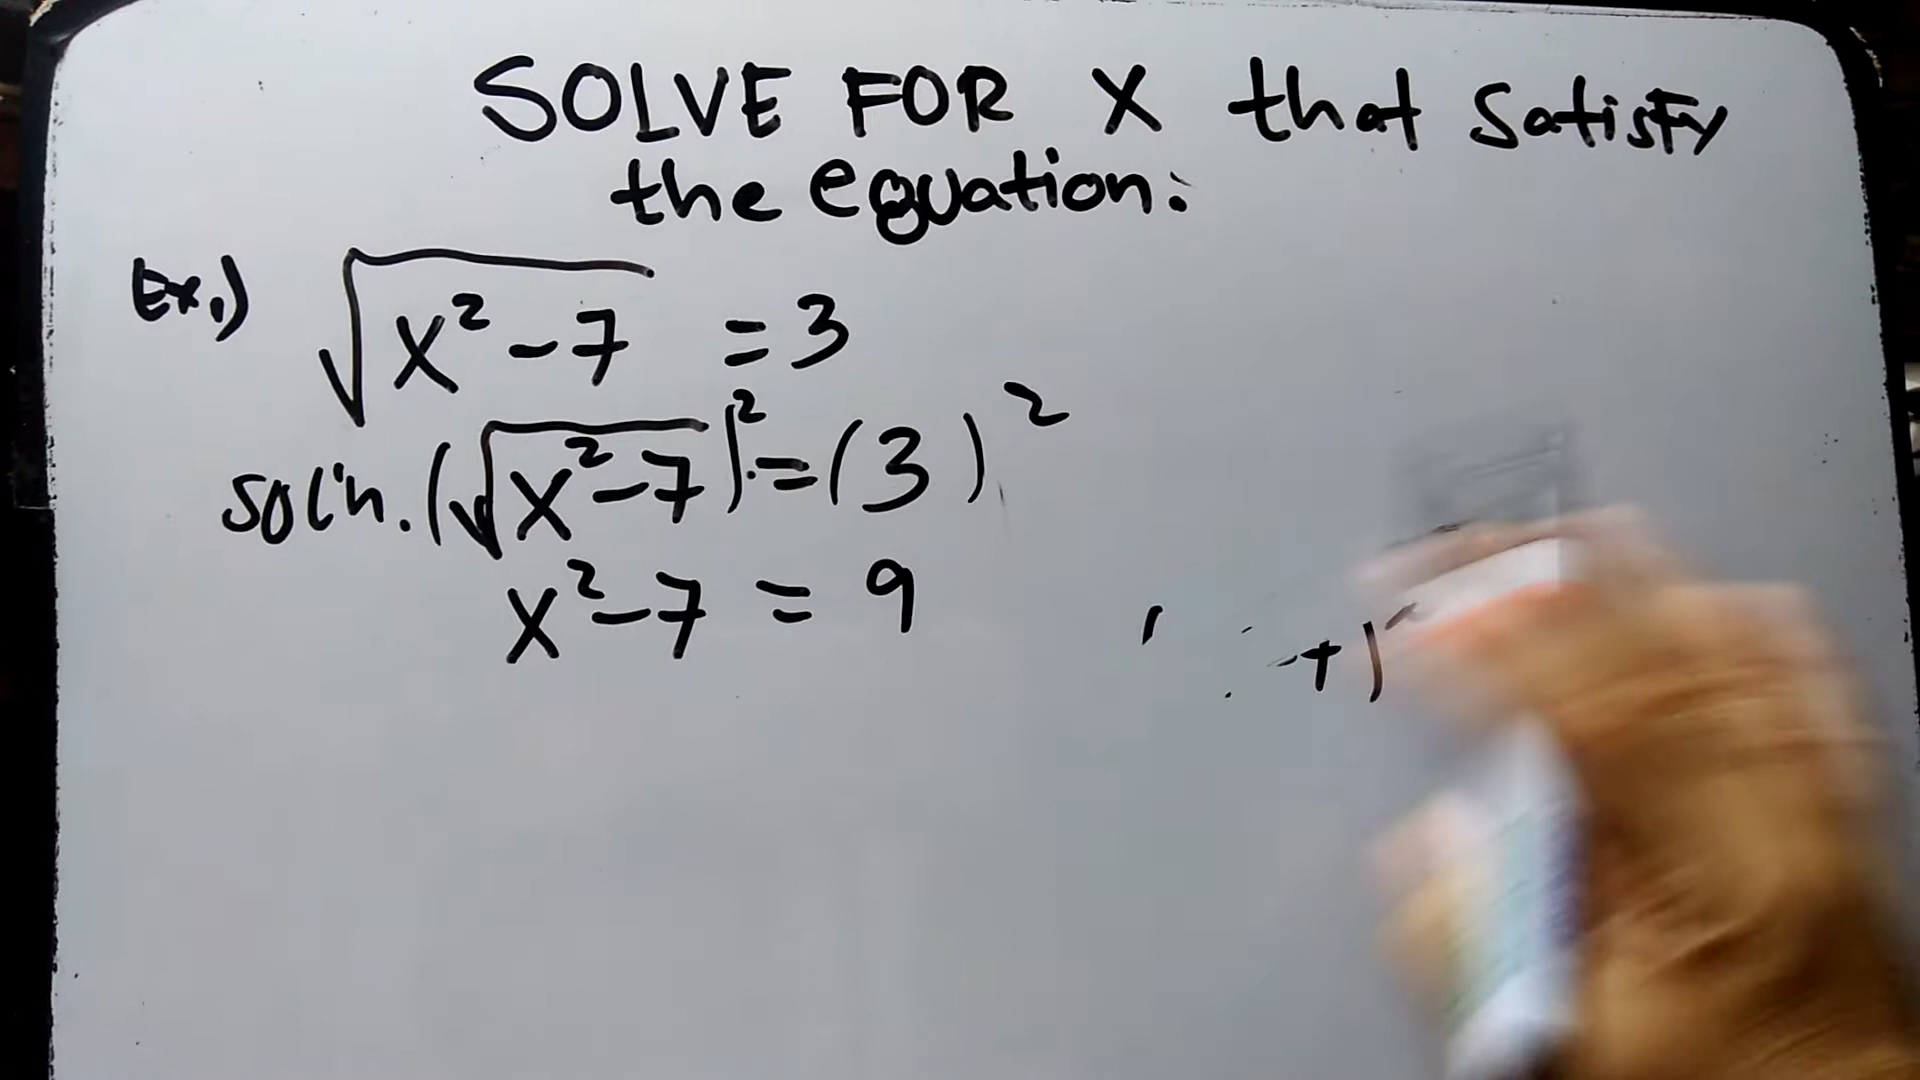 SOLVE FOR X that satisfy
the equation:
Ex.) √(x² - 7) = 3
Sol'n. (√(x² - 7))² = (3)²
x² - 7 = 9